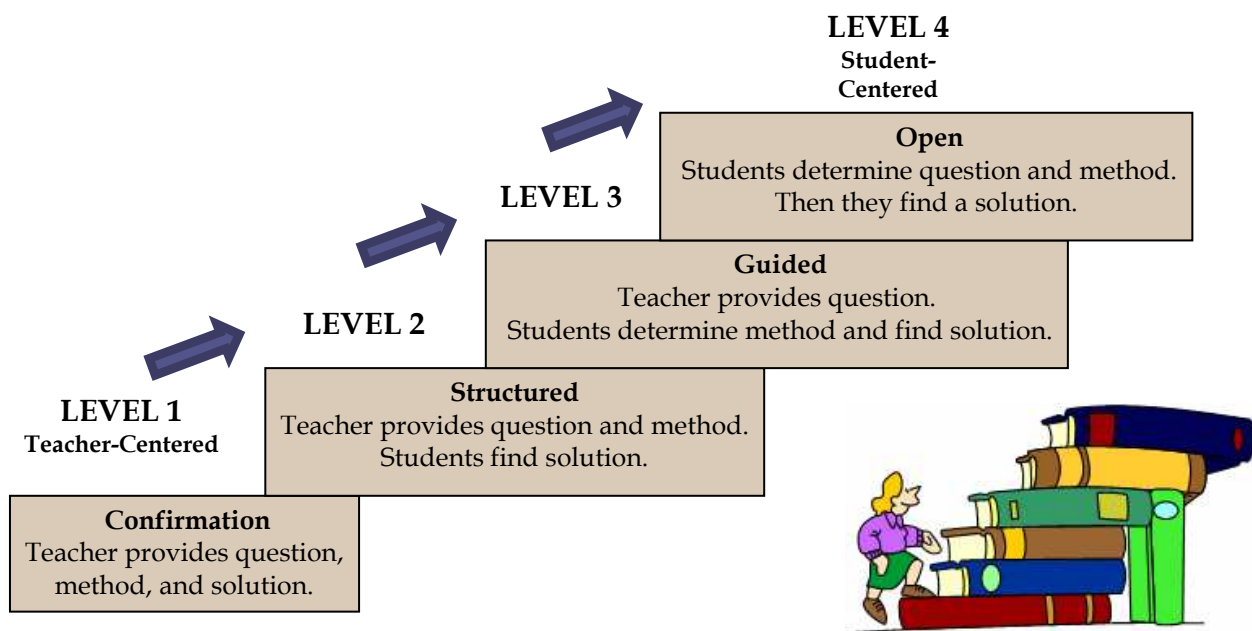 LEVEL 4
Student-
Centered
Open
Students determine question and method.
Then they find a solution.
LEVEL 3
Guided
Teacher provides question.
Students determine method and find solution.
LEVEL 2
Structured
Teacher provides question and method.
Students find solution.
LEVEL 1
Teacher-Centered
Confirmation
Teacher provides question,
method, and solution.